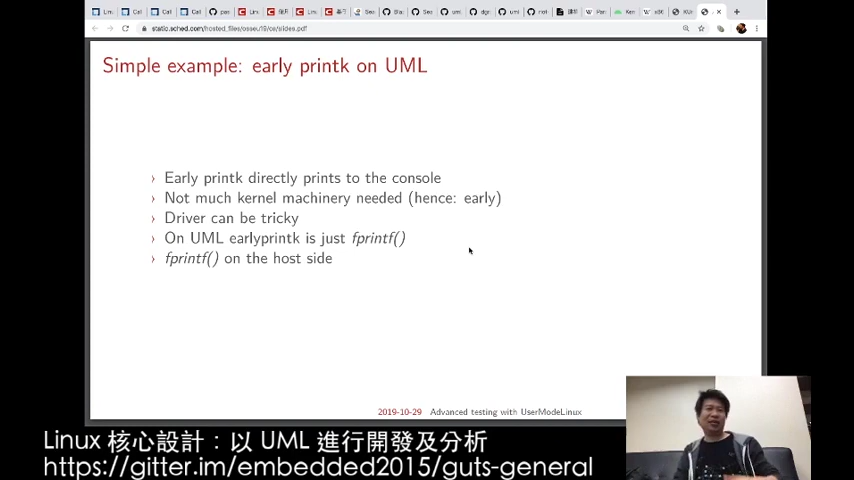 static.sched.com/hosted_files/osseu19/ce/slides.pdf
Simple example: early printk on UML
› Early printk directly prints to the console
› Not much kernel machinery needed (hence: early)
› Driver can be tricky
› On UML earlyprintk is just fprintf()
› fprintf() on the host side
2019-10-29 Advanced testing with UserModeLinux
Linux 核心設計：以 UML 進行開發及分析
https://gitter.im/embedded2015/guts-general